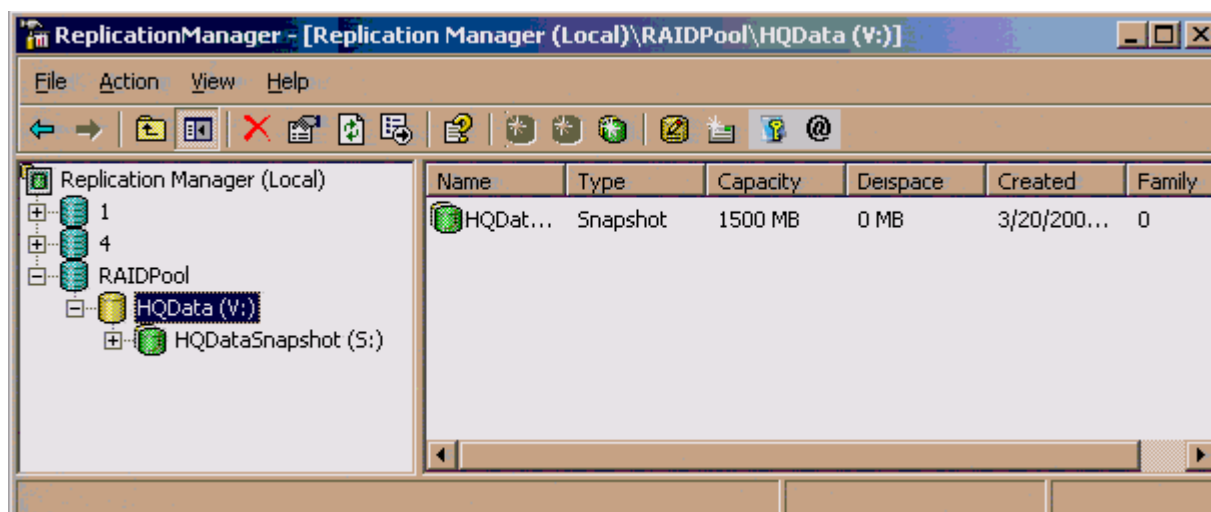 ReplicationManager - [Replication Manager (Local)\RAIDPool\HQData (V:)]
File Action View Help
Replication Manager (Local)
1
4
RAIDPool
HQData (V:)
HQDataSnapshot (S:)
Name Type Capacity Deispace Created Family
HQDat... Snapshot 1500 MB 0 MB 3/20/200... 0